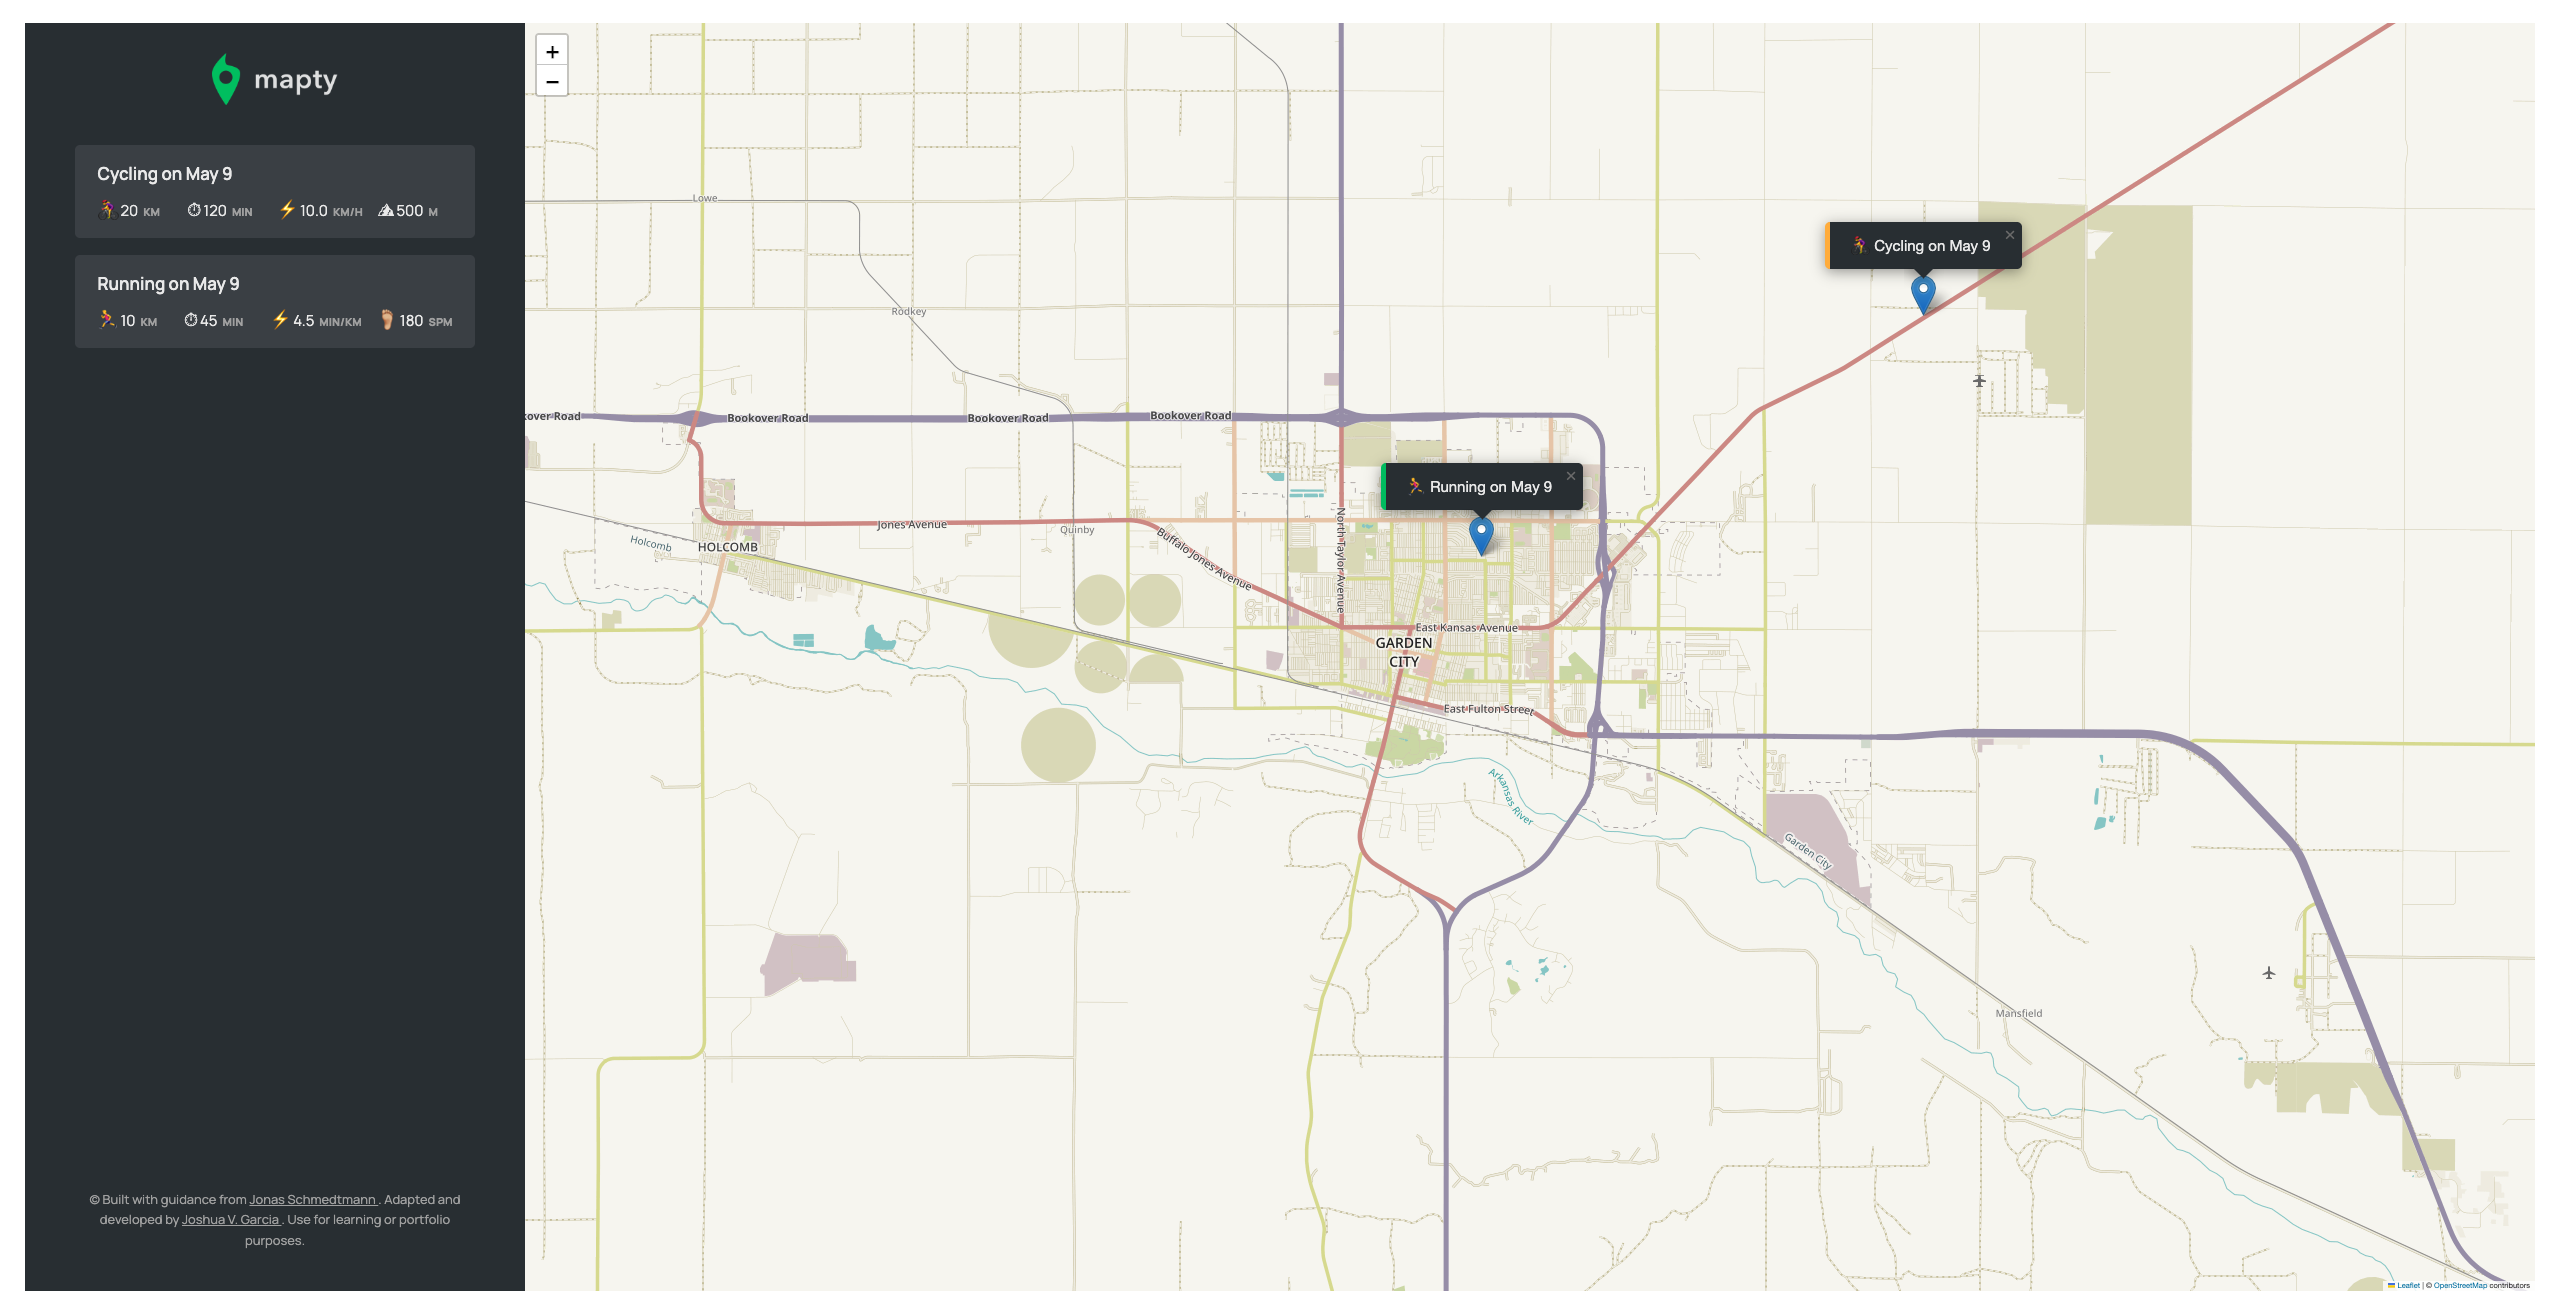 mapty
Cycling on May 9
20 KM 120 MIN 10.0 KM/H 500 M
Running on May 9
10 KM 45 MIN 4.5 MIN/KM 180 SPM
© Built with guidance from Jonas Schmedtmann . Adapted and
developed by Joshua V. Garcia . Use for learning or portfolio
purposes.
+
−
Lowe
Cycling on May 9 ×
Rodkey
kover Road
Bookover Road
Bookover Road
Bookover Road
Running on May 9 ×
Jones Avenue
Quinby
Holcomb
HOLCOMB
Buffalo Jones Avenue
North Taylor Avenue
East Kansas Avenue
GARDEN
CITY
East Fulton Street
Arkansas River
Garden City
Mansfield
Leaflet | © OpenStreetMap contributors